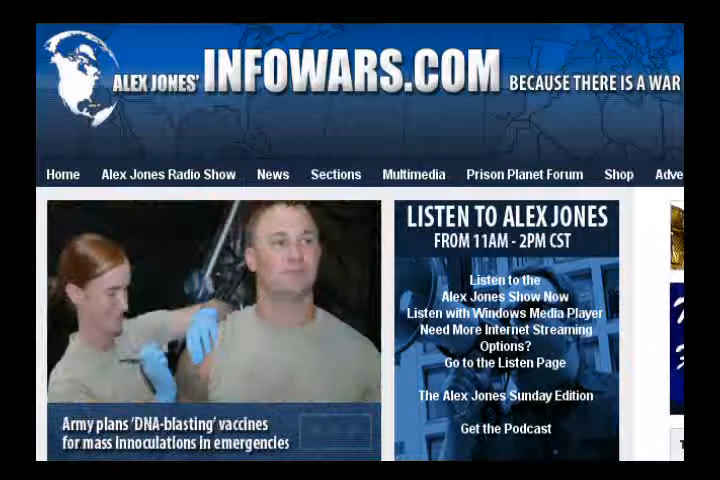 ALEX JONES' INFOWARS.COM BECAUSE THERE IS A WAR
Home Alex Jones Radio Show News Sections Multimedia Prison Planet Forum Shop Adve
LISTEN TO ALEX JONES
FROM 11AM - 2PM CST
Listen to the
Alex Jones Show Now
Listen with Windows Media Player
Need More Internet Streaming
Options?
Go to the Listen Page
The Alex Jones Sunday Edition
Get the Podcast
Army plans 'DNA-blasting' vaccines
for mass innoculations in emergencies